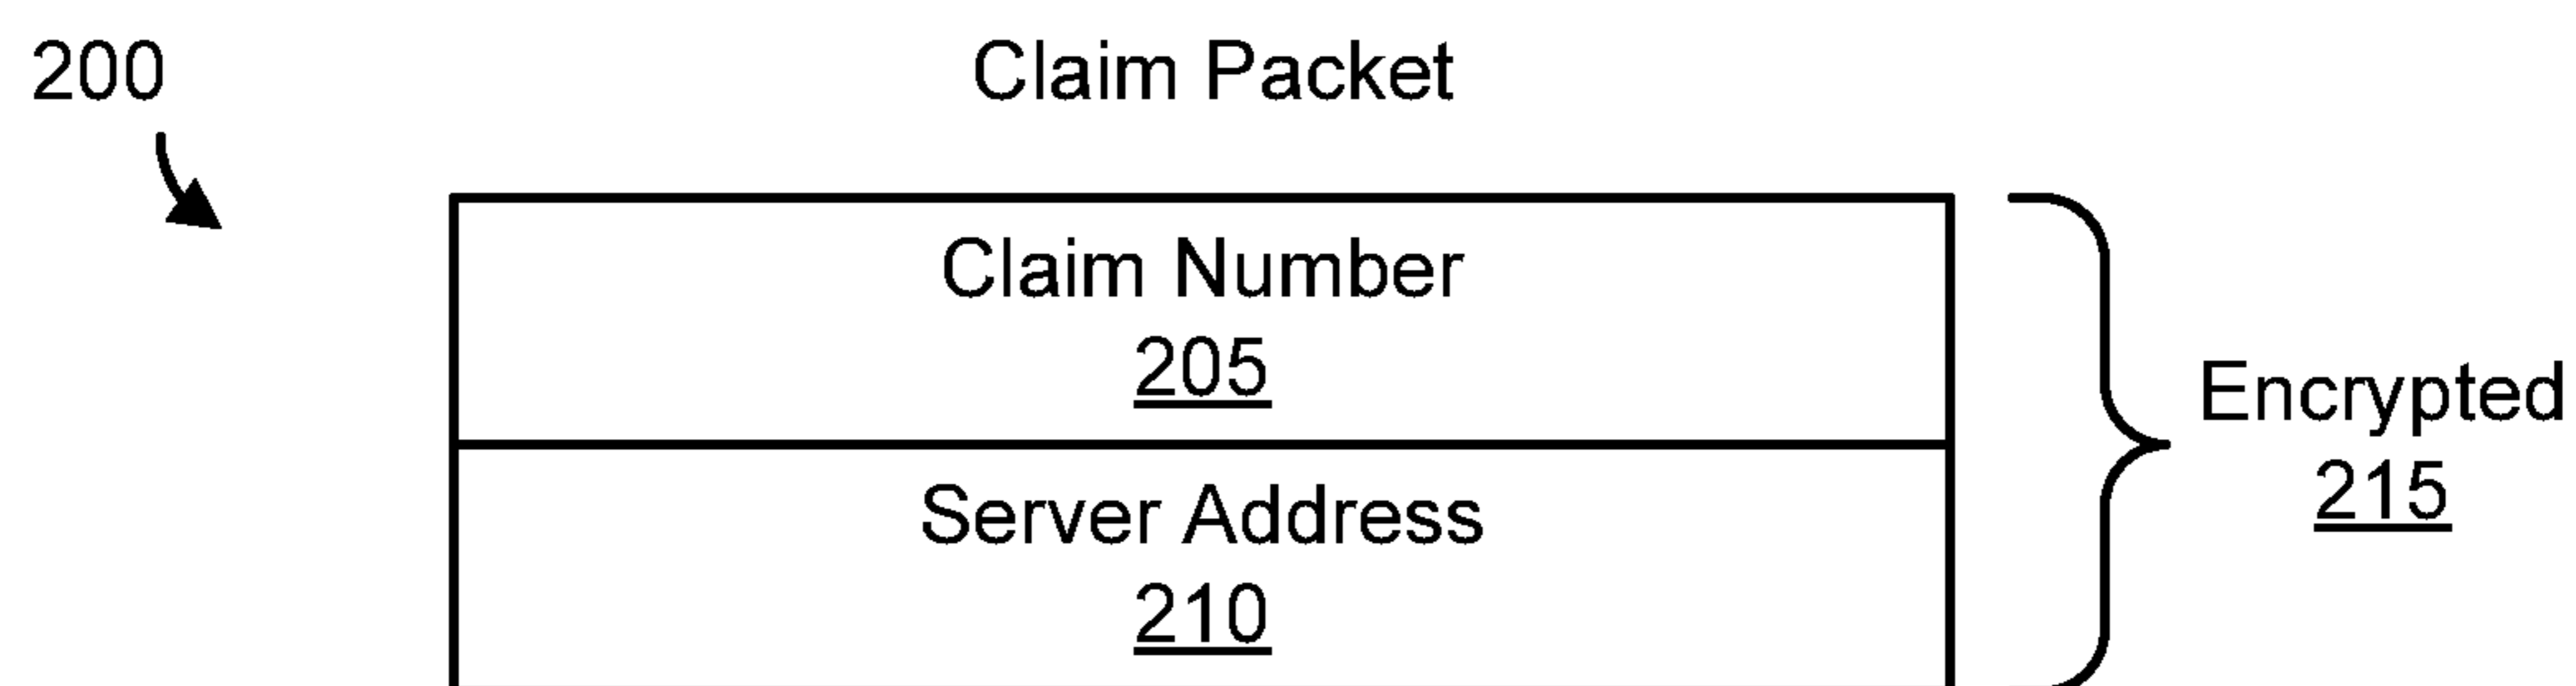 200
Claim Packet
Claim Number
205
Encrypted
215
Server Address
210